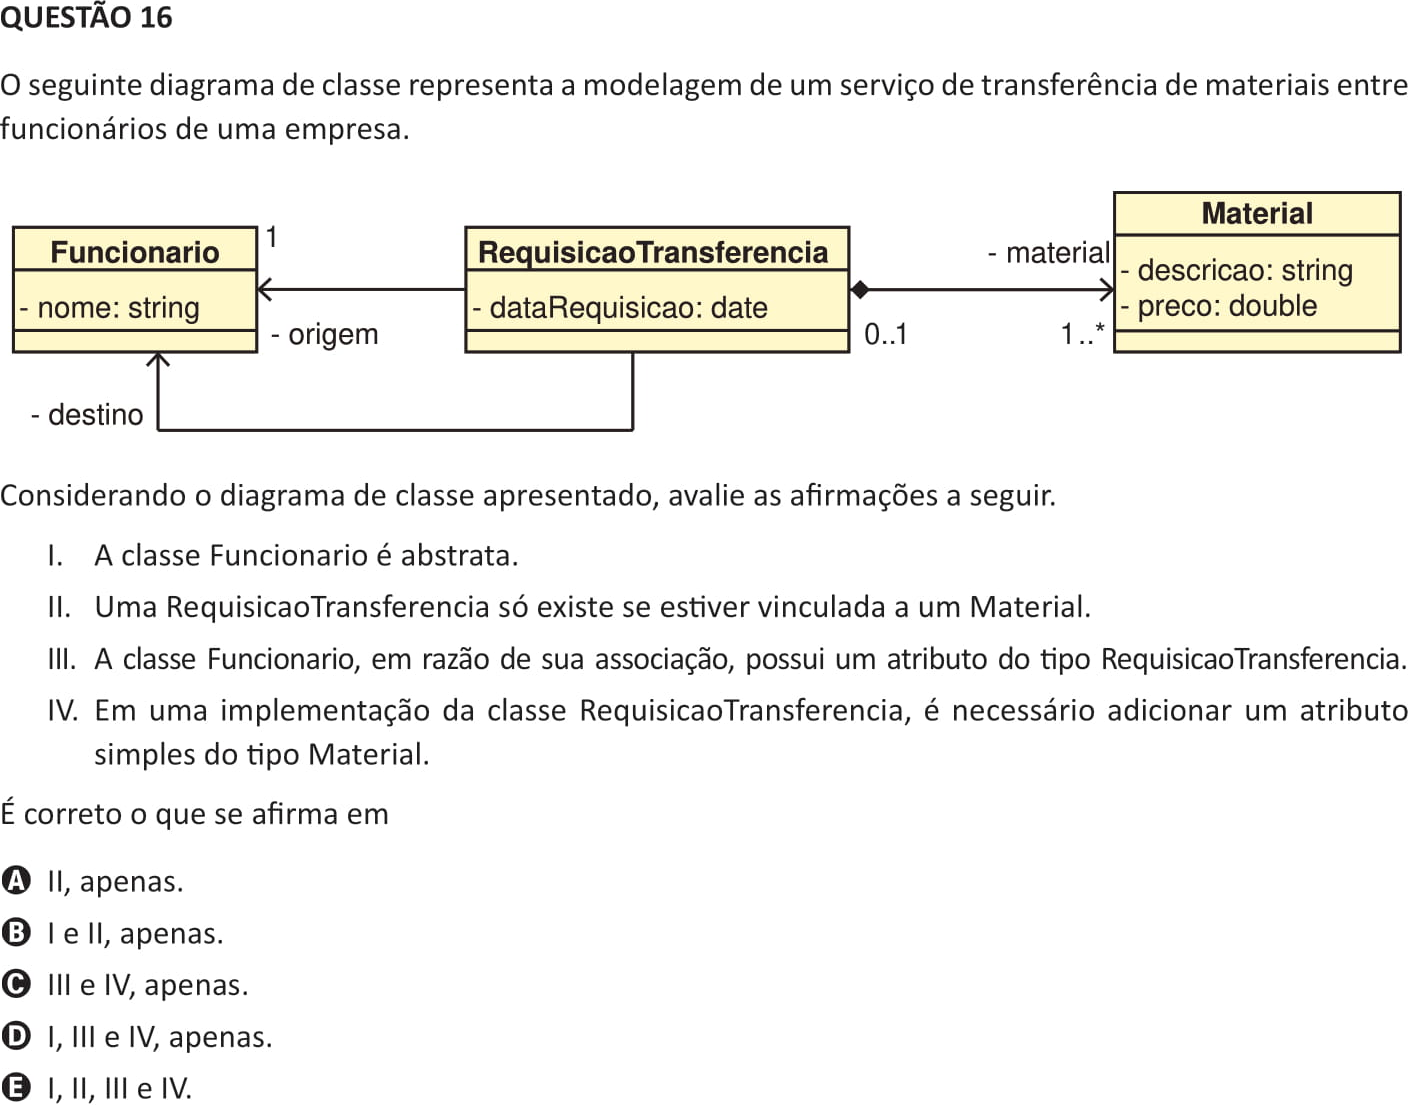 QUESTÃO 16
O seguinte diagrama de classe representa a modelagem de um serviço de transferência de materiais entre
funcionários de uma empresa.
Funcionario
- nome: string
1
- origem
- destino
RequisicaoTransferencia
- dataRequisicao: date
0..1
- material
1..*
Material
- descricao: string
- preco: double
Considerando o diagrama de classe apresentado, avalie as afirmações a seguir.
I. A classe Funcionario é abstrata.
II. Uma RequisicaoTransferencia só existe se estiver vinculada a um Material.
III. A classe Funcionario, em razão de sua associação, possui um atributo do tipo RequisicaoTransferencia.
IV. Em uma implementação da classe RequisicaoTransferencia, é necessário adicionar um atributo
simples do tipo Material.
É correto o que se afirma em
A II, apenas.
B I e II, apenas.
C III e IV, apenas.
D I, III e IV, apenas.
E I, II, III e IV.